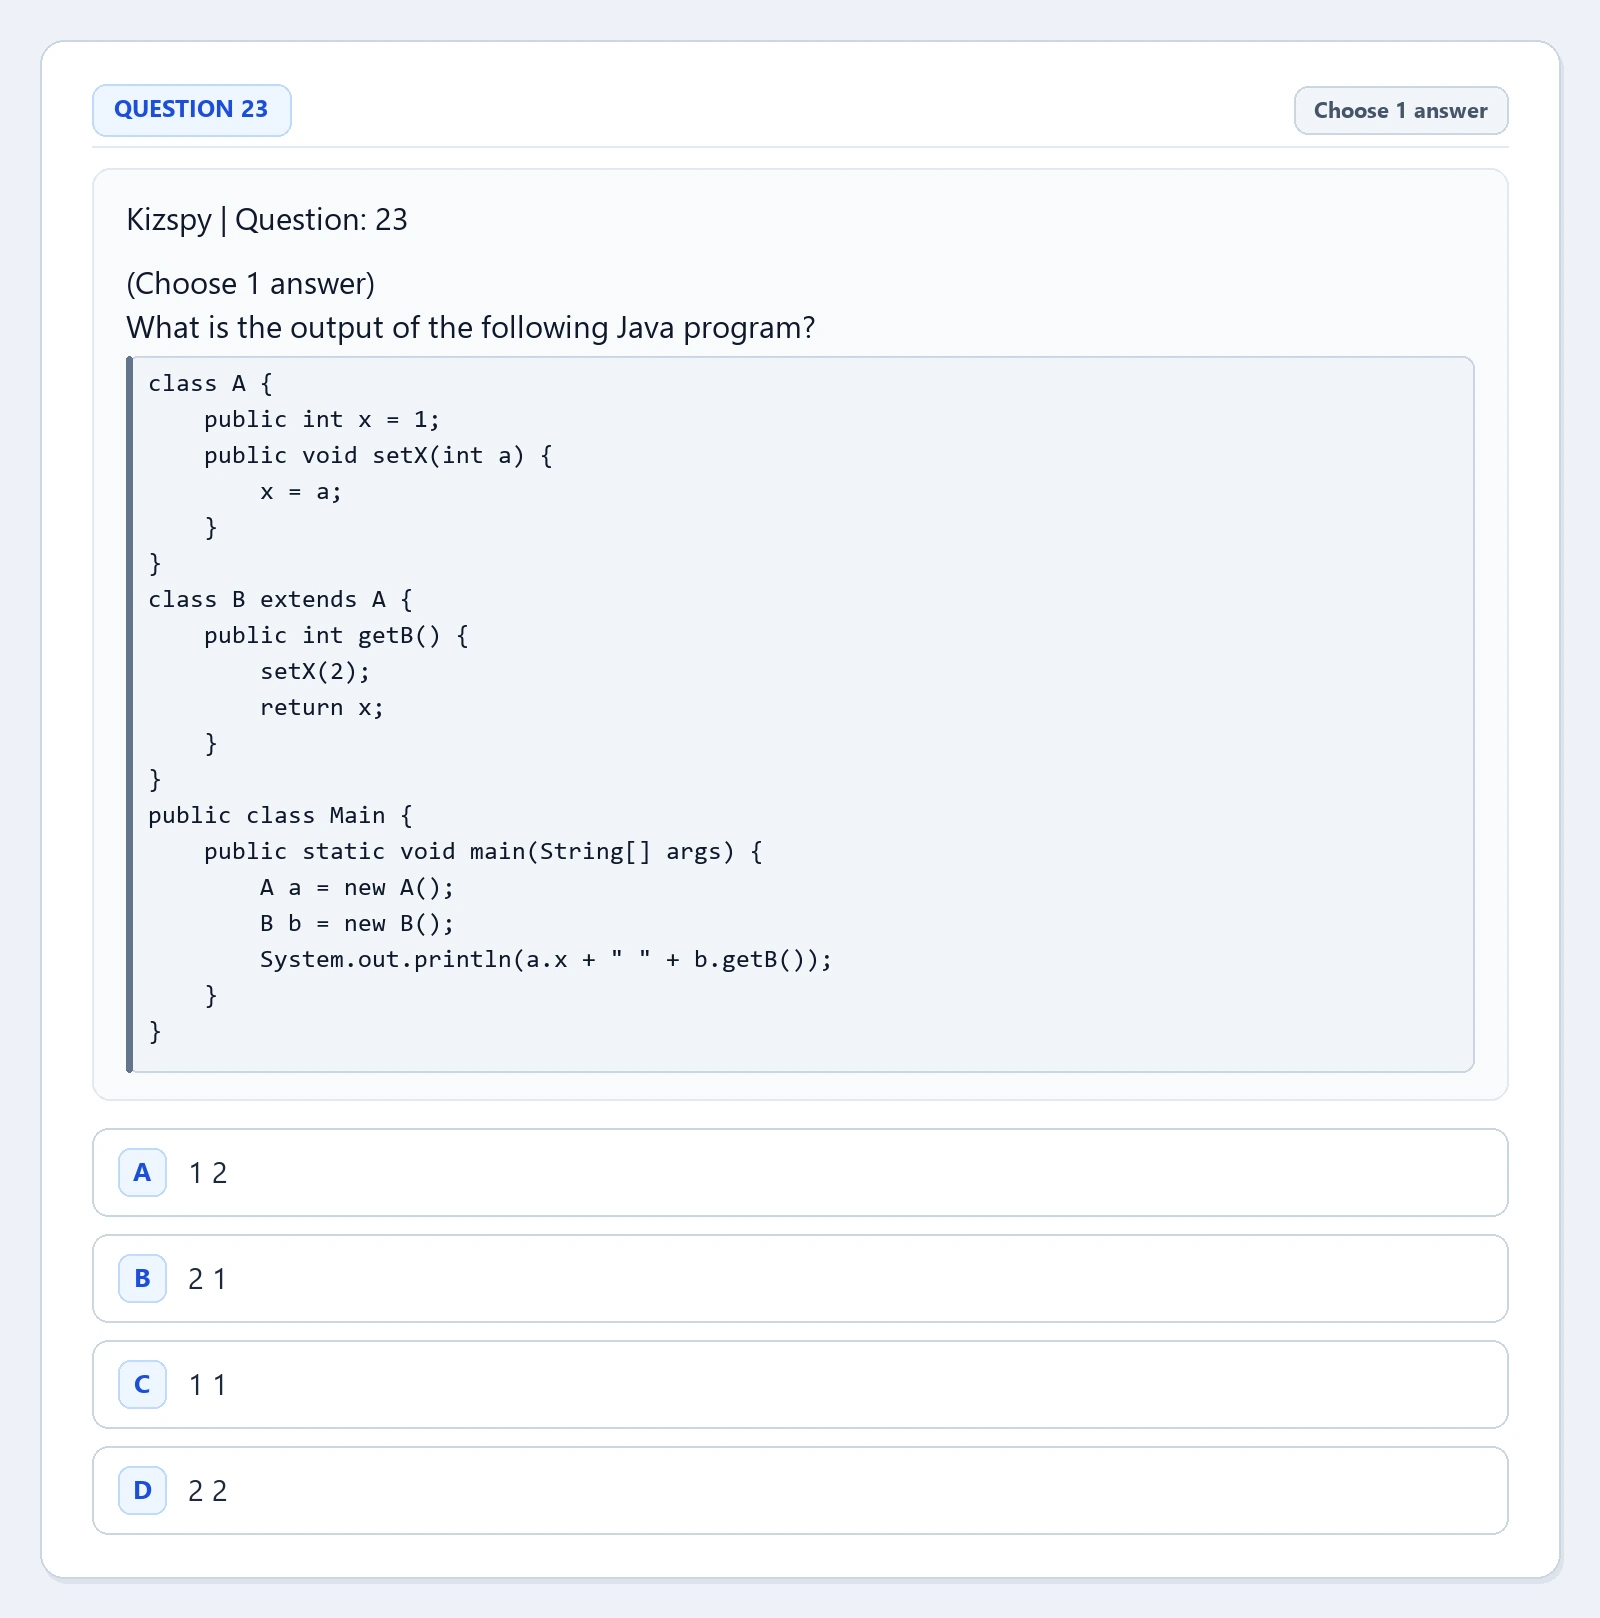 QUESTION 23
Choose 1 answer
Kizspy | Question: 23
(Choose 1 answer)
What is the output of the following Java program?
class A {
    public int x = 1;
    public void setX(int a) {
        x = a;
    }
}
class B extends A {
    public int getB() {
        setX(2);
        return x;
    }
}
public class Main {
    public static void main(String[] args) {
        A a = new A();
        B b = new B();
        System.out.println(a.x + " " + b.getB());
    }
}
A 1 2
B 2 1
C 1 1
D 2 2